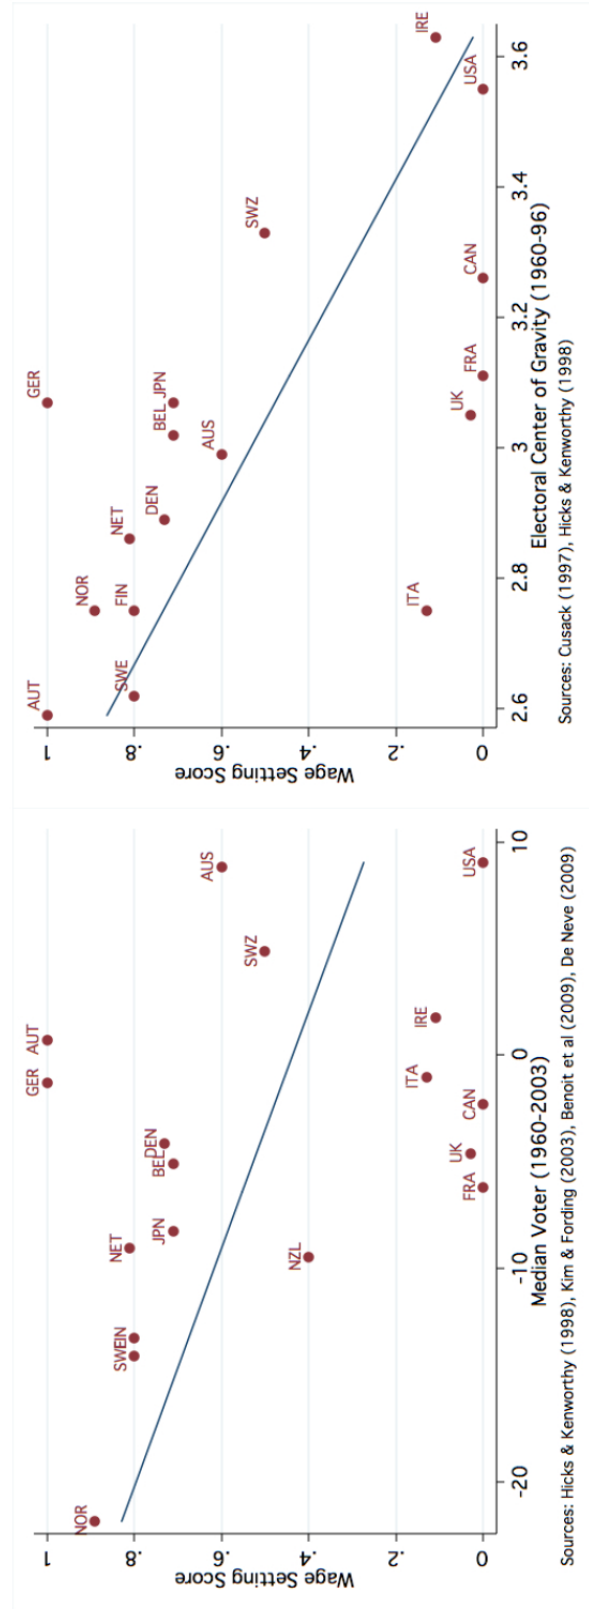 Wage Setting Score
1
.8
.6
.4
.2
0
NOR
SWE
FIN
NET
JPN
NZL
BEL
DEN
FRA
UK
CAN
GER
ITA
AUT
IRE
SWZ
AUS
USA
-20
-10
0
10
Median Voter (1960-2003)
Sources: Hicks & Kenworthy (1998), Kim & Fording (2003), Benoit et al (2009), De Neve (2009)
Wage Setting Score
1
.8
.6
.4
.2
0
AUT
SWE
NOR
FIN
ITA
NET
DEN
AUS
BEL
UK
GER
JPN
FRA
CAN
SWZ
USA
IRE
2.6
2.8
3
3.2
3.4
3.6
Electoral Center of Gravity (1960-96)
Sources: Cusack (1997), Hicks & Kenworthy (1998)